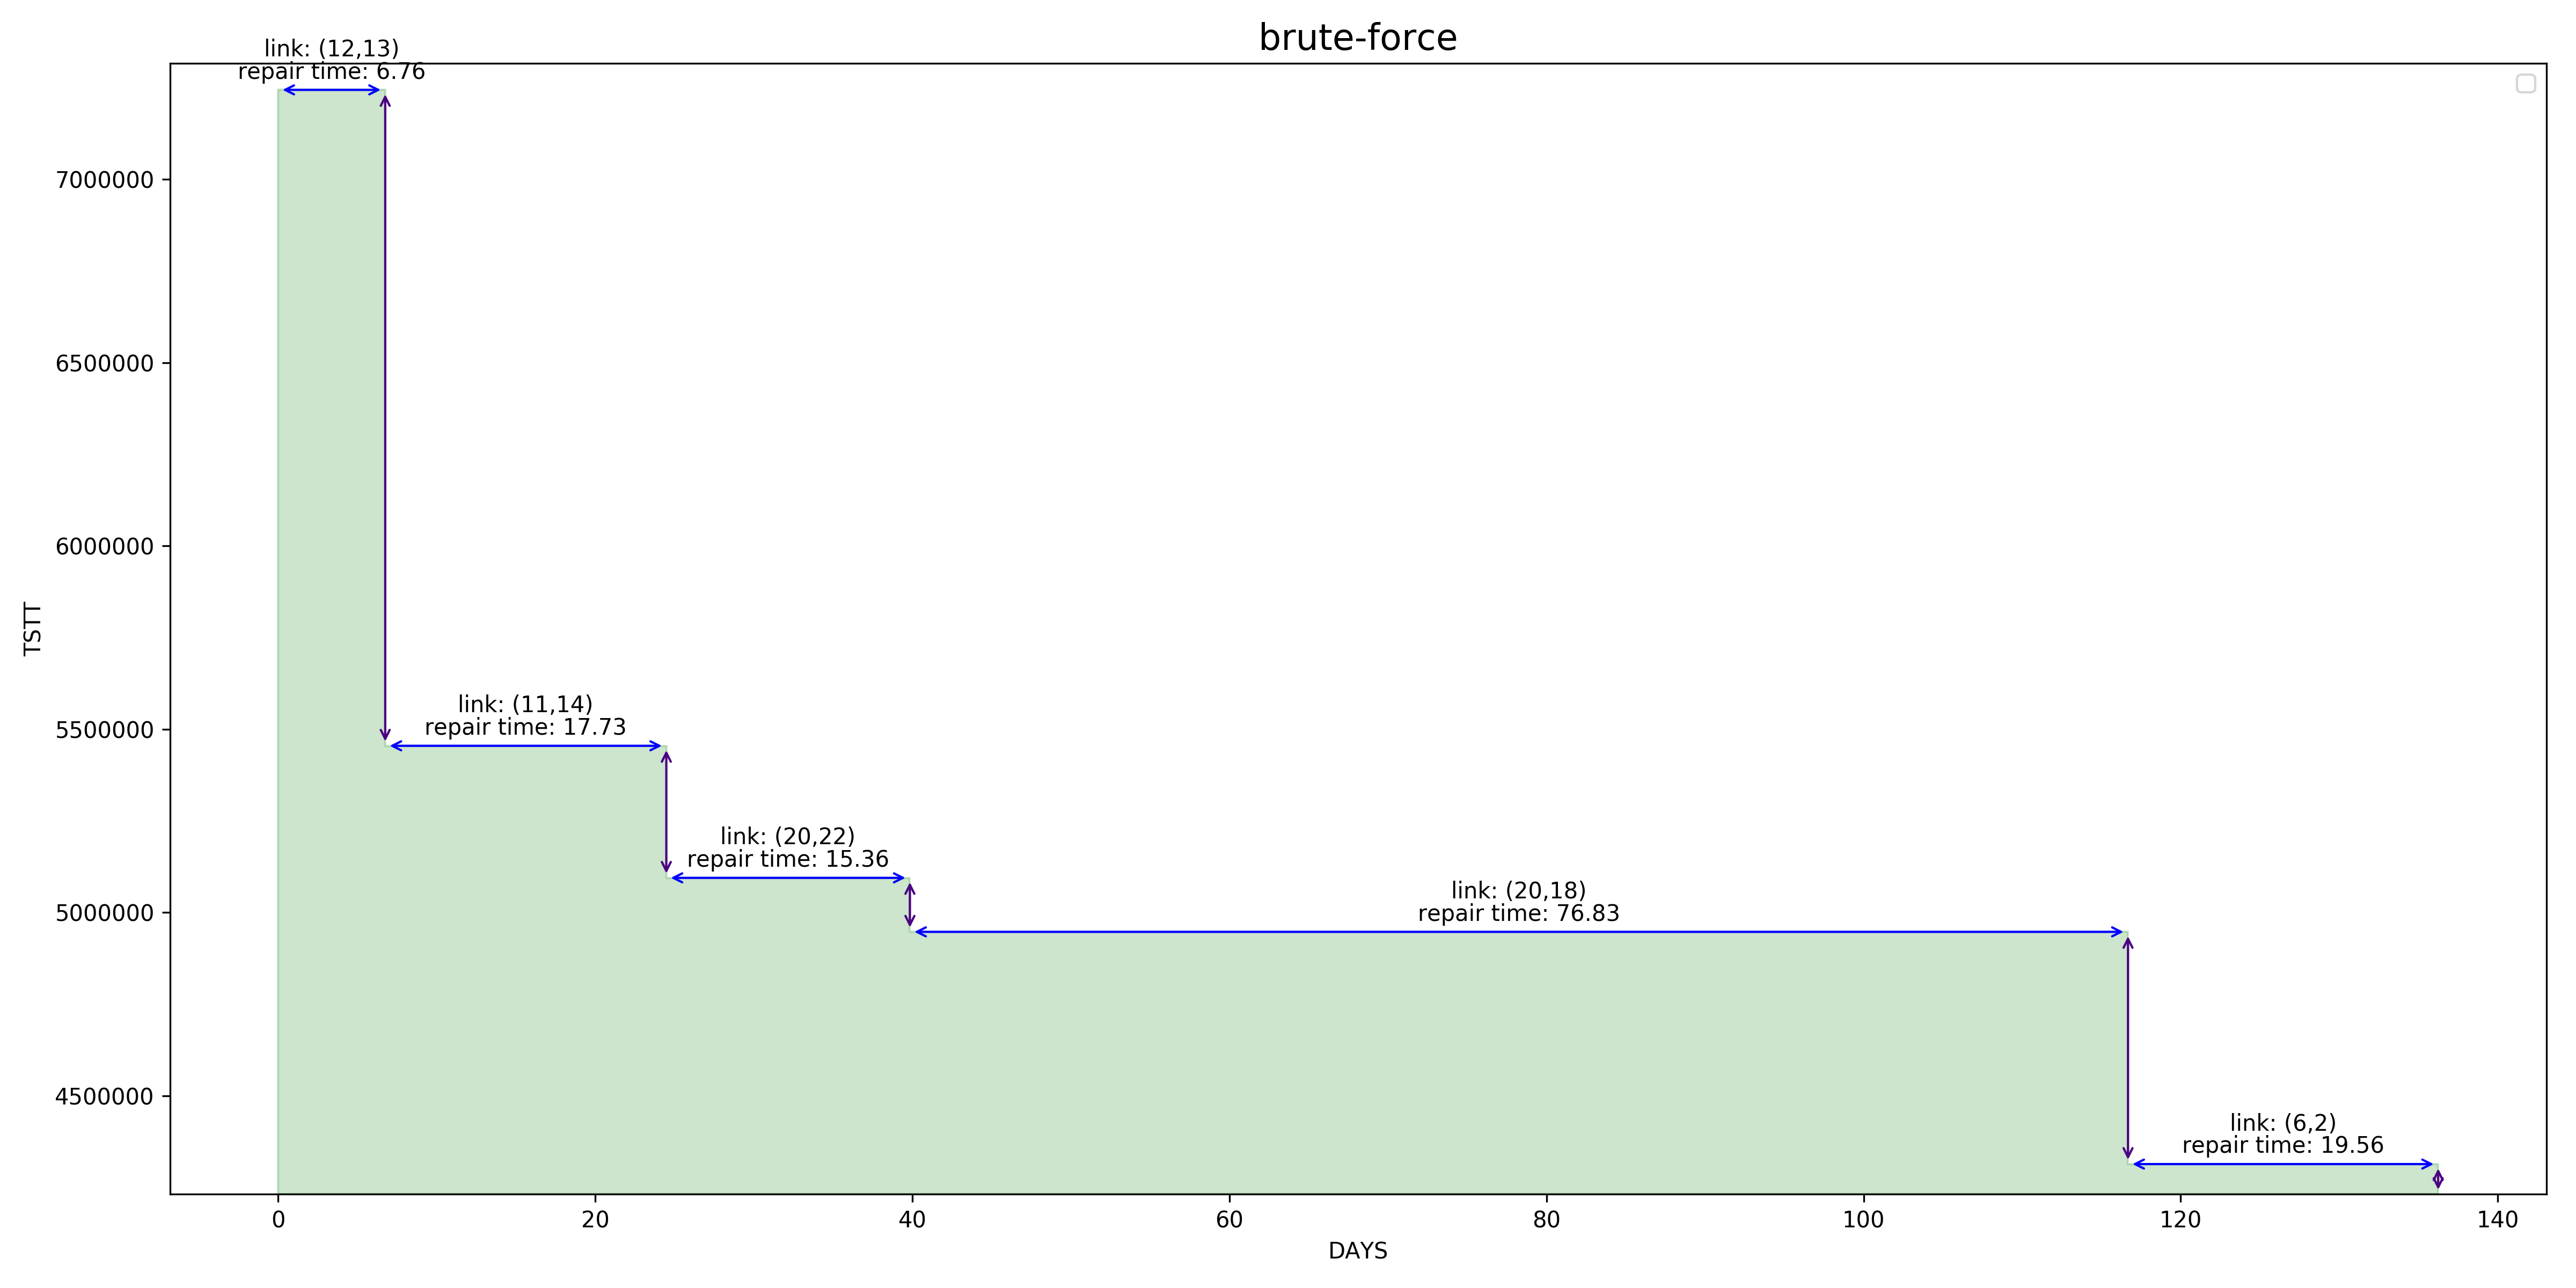 brute-force
link: (12,13)
repair time: 6.76
7000000
6500000
6000000
5500000
5000000
4500000
TSTT
link: (11,14)
repair time: 17.73
link: (20,22)
repair time: 15.36
link: (20,18)
repair time: 76.83
link: (6,2)
repair time: 19.56
0 20 40 60 80 100 120 140
DAYS